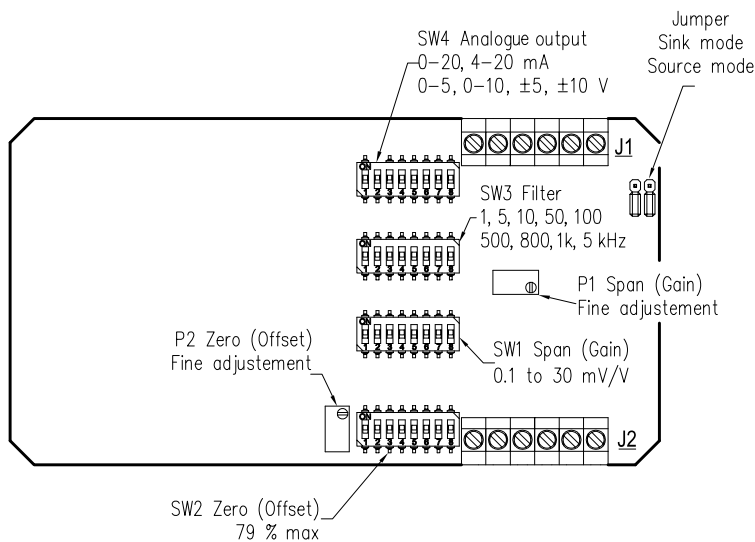 Jumper
Sink mode
Source mode
SW4 Analogue output
0-20, 4-20 mA
0-5, 0-10, ±5, ±10 V
J1
ON
1 2 3 4 5 6 7 8
SW3 Filter
1, 5, 10, 50, 100
500, 800, 1k, 5 kHz
ON
1 2 3 4 5 6 7 8
P1 Span (Gain)
Fine adjustment
ON
1 2 3 4 5 6 7 8
SW1 Span (Gain)
0.1 to 30 mV/V
P2 Zero (Offset)
Fine adjustement
ON
1 2 3 4 5 6 7 8
J2
SW2 Zero (Offset)
79 % max